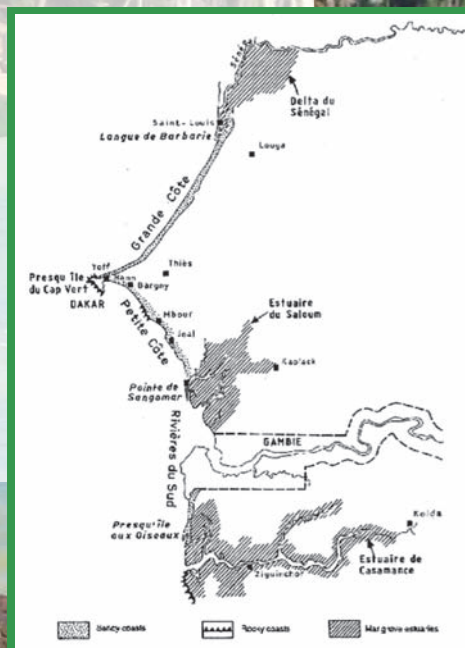 Sénégal
Delta du
Sénégal
Saint-Louis
Langue de Barbarie
Louga
Grande Côte
Thiès
Yoff
Hann
Presqu'île
du Cap Vert
Bargny
DAKAR
Petite Côte
Mbour
Joal
Estuaire
du Saloum
Kaolack
Pointe de
Sangomar
Rivières du Sud
GAMBIE
Presqu'île
aux Oiseaux
Kolda
Estuaire de
Casamance
Ziguinchor
Sandy coasts
Rocky coasts
Mangrove estuaries